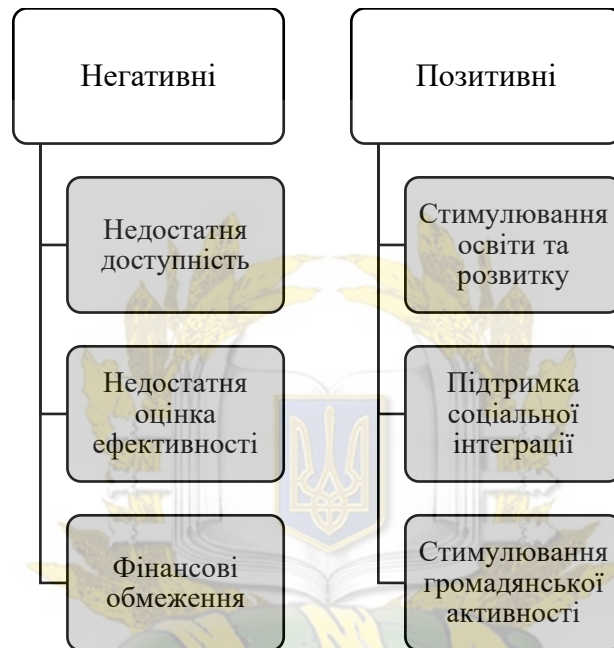 Негативні
Недостатня
доступність
Недостатня
оцінка
ефективності
Фінансові
обмеження
Позитивні
Стимулювання
освіти та
розвитку
Підтримка
соціальної
інтеграції
Стимулювання
громадянської
активності